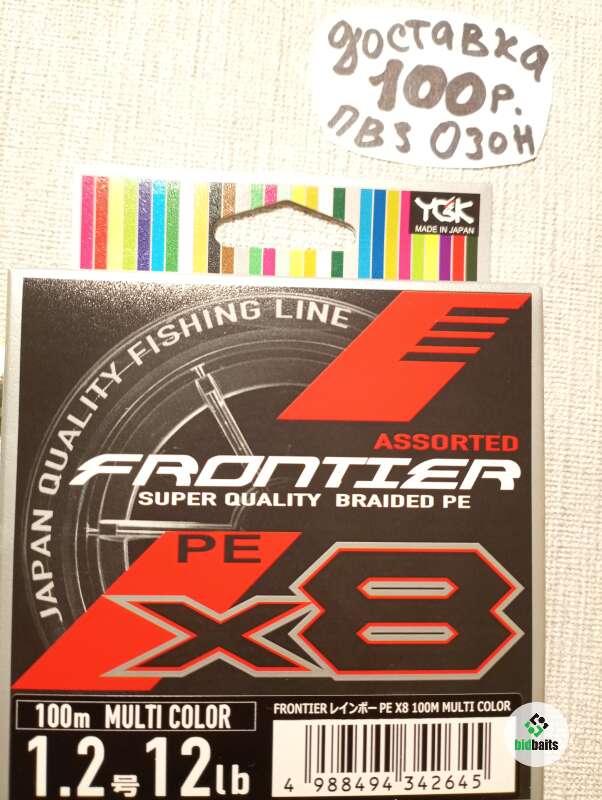 доставка
100р.
ПВЗ ОЗОН
YGK
MADE IN JAPAN
JAPAN QUALITY FISHING LINE
ASSORTED
FRONTIER
SUPER QUALITY BRAIDED PE
PE
X8
100m MULTI COLOR
1.2号 12lb
FRONTIER レインボー PE X8 100M MULTI COLOR
4 988494 342645
bidbaits